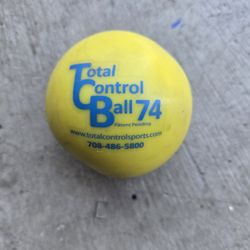 Total
Control
Ball 74
Patent Pending
www.totalcontrolsports.com
708-486-5800